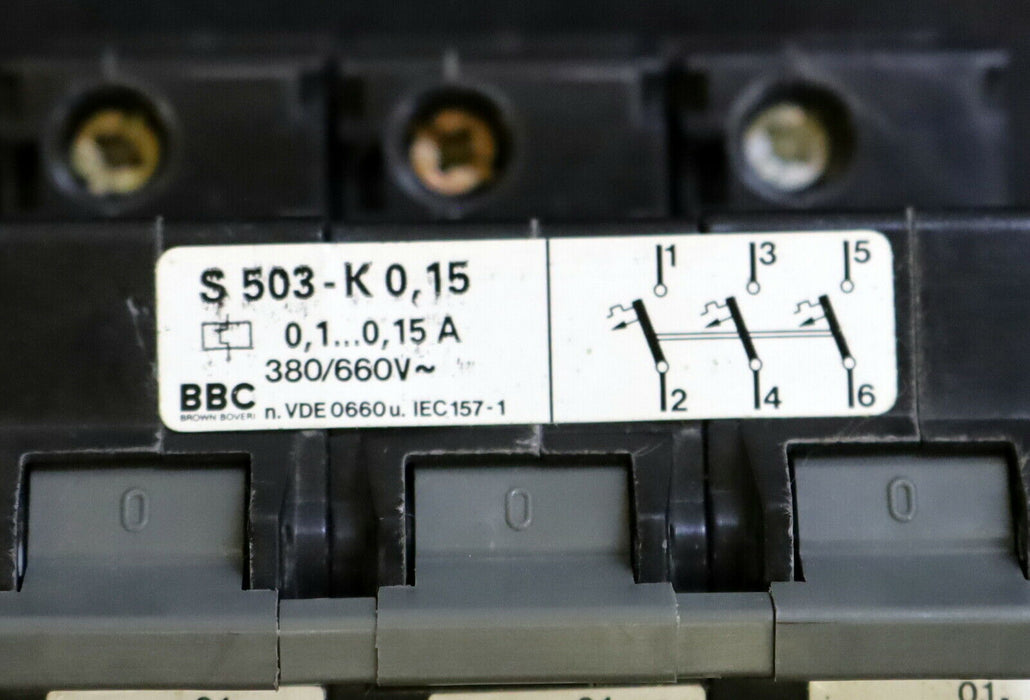 S 503-K 0,15
0,1...0,15 A
380/660V~
BBC
BROWN BOVERI
n. VDE 0660 u. IEC 157-1
1 3 5
2 4 6
0 0 0
01-